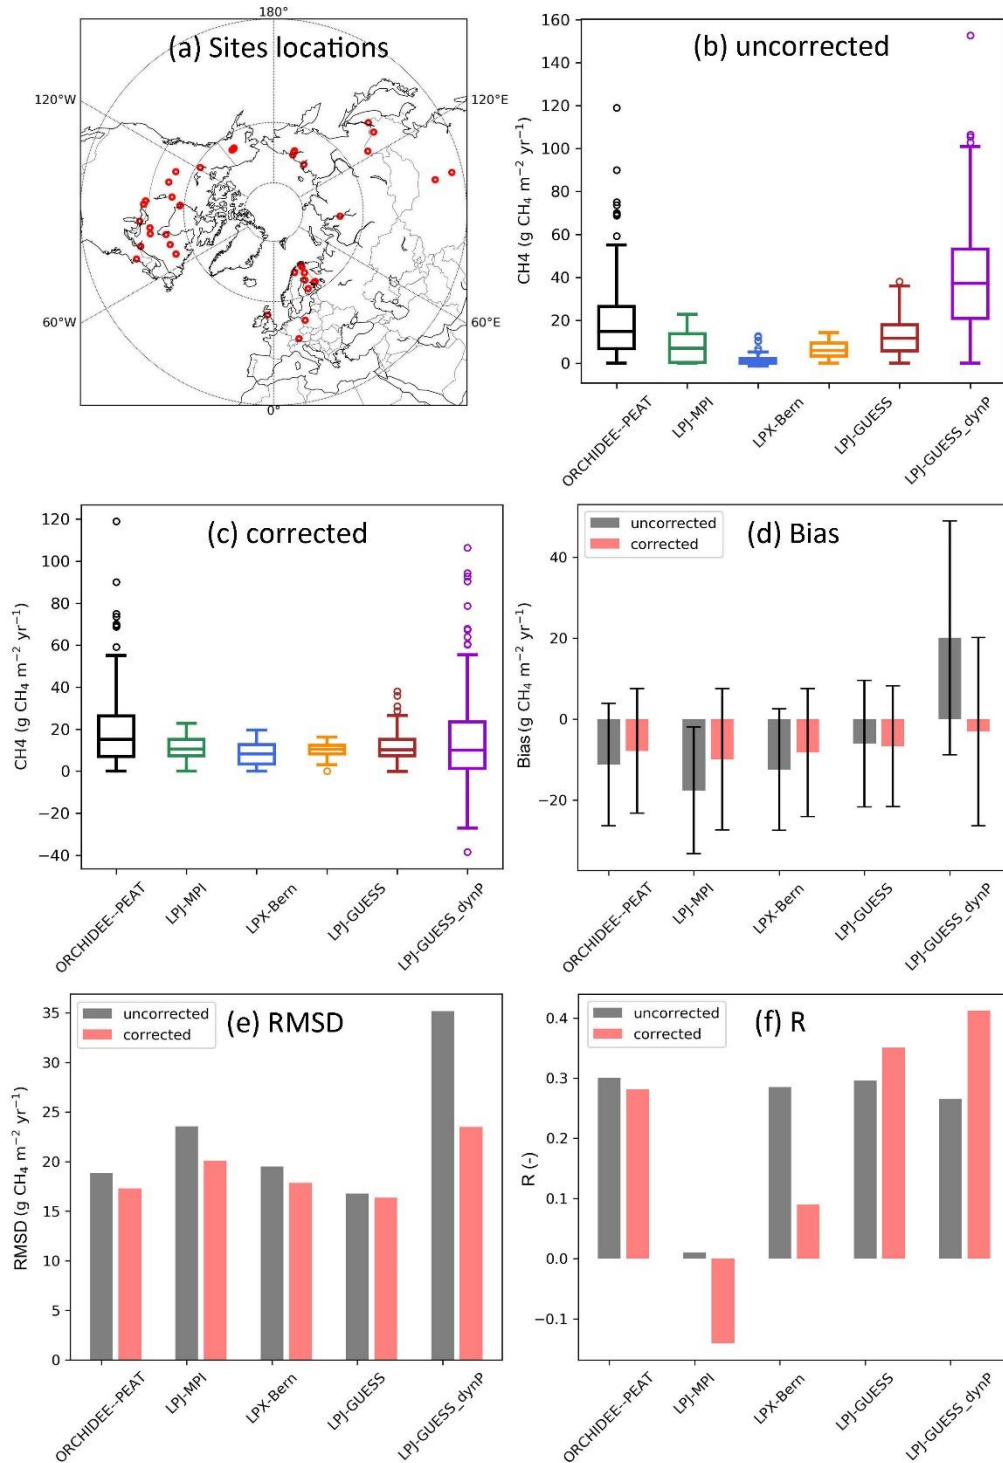 180°
(a) Sites locations
120°W
120°E
60°W
60°E
0°
(b) uncorrected
CH4 (g CH₄ m⁻² yr⁻¹)
160
140
120
100
80
60
40
20
0
ORCHIDEE--PEAT
LPJ-MPI
LPX-Bern
LPJ-GUESS
LPJ-GUESS_dynP
(c) corrected
CH4 (g CH₄ m⁻² yr⁻¹)
120
100
80
60
40
20
0
−20
−40
ORCHIDEE--PEAT
LPJ-MPI
LPX-Bern
LPJ-GUESS
LPJ-GUESS_dynP
(d) Bias
uncorrected
corrected
Bias(g CH₄ m⁻² yr⁻¹)
40
20
0
−20
ORCHIDEE--PEAT
LPJ-MPI
LPX-Bern
LPJ-GUESS
LPJ-GUESS_dynP
(e) RMSD
uncorrected
corrected
RMSD (g CH₄ m⁻² yr⁻¹)
35
30
25
20
15
10
5
0
ORCHIDEE--PEAT
LPJ-MPI
LPX-Bern
LPJ-GUESS
LPJ-GUESS_dynP
(f) R
uncorrected
corrected
R (-)
0.4
0.3
0.2
0.1
0.0
−0.1
ORCHIDEE--PEAT
LPJ-MPI
LPX-Bern
LPJ-GUESS
LPJ-GUESS_dynP